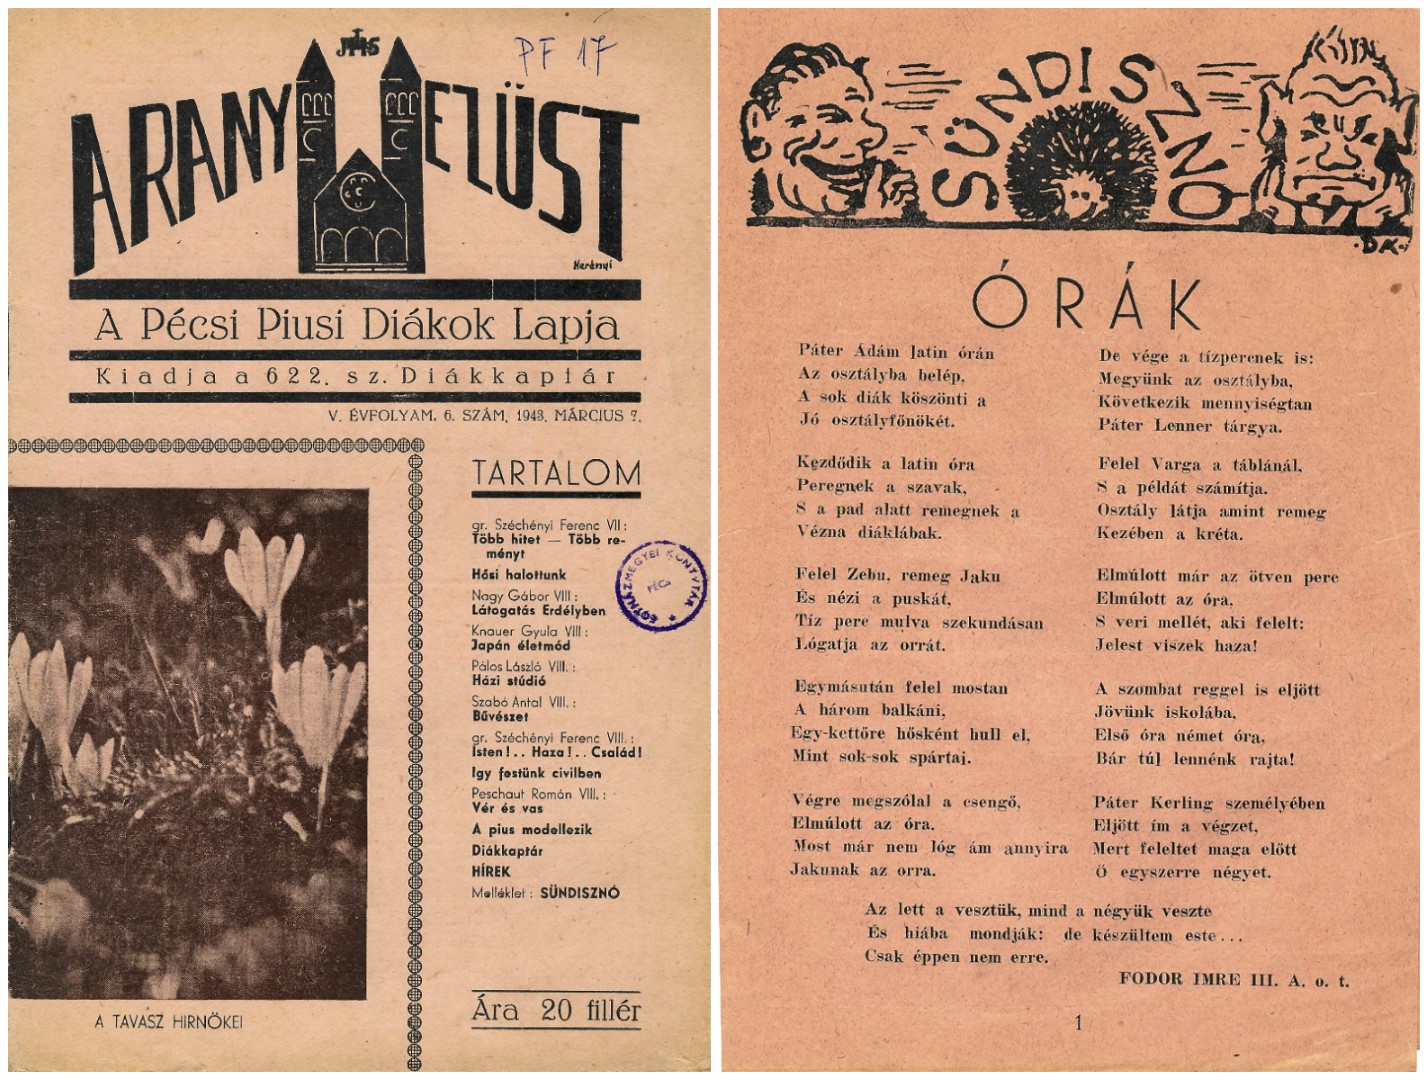 JHS
PF 17
ARANY EZÜST
Herényi
A Pécsi Piusi Diákok Lapja
Kiadja a 622. sz. Diákkaptár
V. ÉVFOLYAM. 6. SZÁM, 1943. MÁRCIUS 7.
TARTALOM
gr. Széchényi Ferenc VII :
Több hitet — Több re-
ményt
Hősi halottunk
Nagy Gábor VIII :
Látogatás Erdélyben
Knauer Gyula VIII :
Japán életmód
Pálos László VIII. :
Házi stúdió
Szabó Antal VIII. :
Bűvészet
gr. Széchényi Ferenc VIII. :
Isten!.. Haza!.. Család!
Igy festünk civilben
Peschaut Román VIII. :
Vér és vas
A pius modellezik
Diákkaptár
HÍREK
Melléklet : SÜNDISZNÓ
EGYHÁZMEGYEI KÖNYVTÁR
PÉCS
Ára 20 fillér
A TAVASZ HIRNÖKEI
SÜNDISZNÓ
DK
ÓRÁK
Páter Ádám latin órán
Az osztályba belép,
A sok diák köszönti a
Jó osztályfőnökét.
Kezdődik a latin óra
Peregnek a szavak,
S a pad alatt remegnek a
Vézna diáklábak.
Felel Zebu, remeg Jaku
És nézi a puskát,
Tíz perc mulva szekundásan
Lógatja az orrát.
Egymásután felel mostan
A három balkáni,
Egy-kettőre hősként hull el,
Mint sok-sok spártai.
Végre megszólal a csengő,
Elmúlott az óra.
Most már nem lóg ám annyira
Jakunak az orra.
De vége a tízpercnek is:
Megyünk az osztályba,
Következik mennyiségtan
Páter Lenner tárgya.
Felel Varga a táblánál,
S a példát számítja.
Osztály látja amint remeg
Kezében a kréta.
Elmúlott már az ötven perc
Elmúlott az óra,
S veri mellét, aki felelt:
Jelest viszek haza!
A szombat reggel is eljött
Jövünk iskolába,
Első óra német óra,
Bár túl lennénk rajta!
Páter Kerling személyében
Eljött ím a végzet,
Mert feleltet maga előtt
Ő egyszerre négyet.
Az lett a vesztük, mind a négyük veszte
És hiába mondják: de készültem este...
Csak éppen nem erre.
FODOR IMRE III. A. o. t.
1